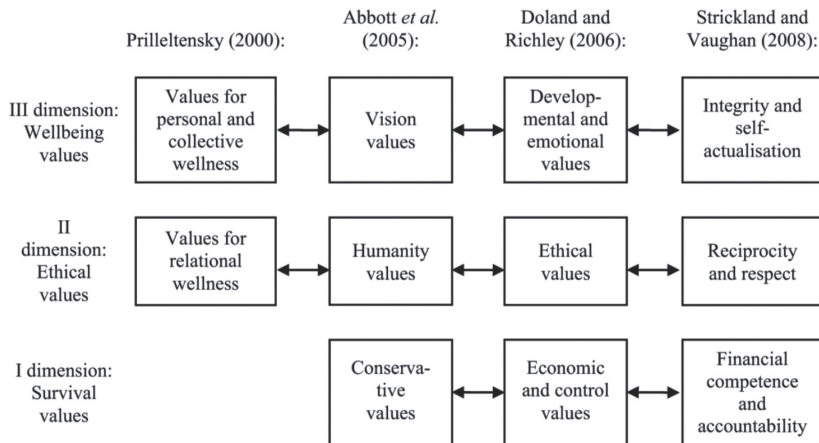 Prilleltensky (2000):
Abbott et al.
(2005):
Doland and
Richley (2006):
Strickland and
Vaughan (2008):
III dimension:
Wellbeing
values
Values for
personal and
collective
wellness
Vision
values
Develop-
mental and
emotional
values
Integrity and
self-
actualisation
II
dimension:
Ethical
values
Values for
relational
wellness
Humanity
values
Ethical
values
Reciprocity
and respect
I dimension:
Survival
values
Conserva-
tive
values
Economic
and control
values
Financial
competence
and
accountability